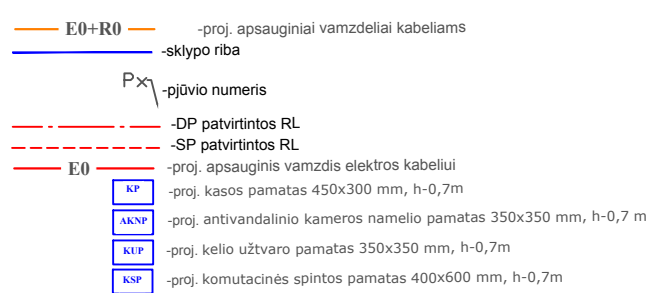 E0+R0 -proj. apsauginiai vamzdeliai kabeliams
-sklypo riba
Px -pjūvio numeris
-DP patvirtintos RL
-SP patvirtintos RL
E0 -proj. apsauginis vamzdis elektros kabeliui
KP -proj. kasos pamatas 450x300 mm, h-0,7m
AKNP -proj. antivandalinio kameros namelio pamatas 350x350 mm, h-0,7 m
KUP -proj. kelio užtvaro pamatas 350x350 mm, h-0,7m
KSP -proj. komutacinės spintos pamatas 400x600 mm, h-0,7m